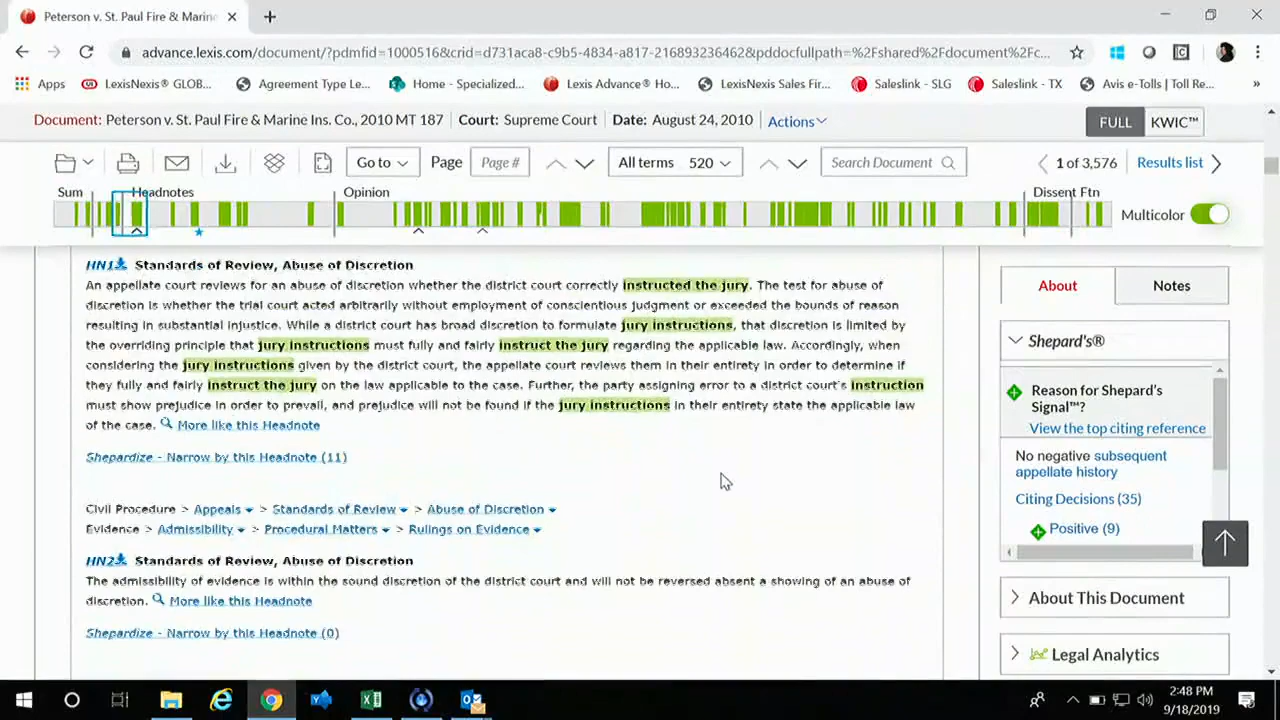 Peterson v. St. Paul Fire & Marine
advance.lexis.com/document/?pdmfid=1000516&crid=d731aca8-c9b5-4834-a817-216893236462&pddocfullpath=%2Fshared%2Fdocument%2Fc...
Apps LexisNexis® GLOB... Agreement Type Le... Home - Specialized... Lexis Advance® Ho... LexisNexis Sales Fir... Saleslink - SLG Saleslink - TX Avis e-Tolls | Toll Re... »
Document: Peterson v. St. Paul Fire & Marine Ins. Co., 2010 MT 187 Court: Supreme Court Date: August 24, 2010 Actions FULL KWIC™
Go to Page Page # All terms 520 Search Document 1 of 3,576 Results list
Sum Headnotes Opinion Dissent Ftn
Multicolor
HN1 Standards of Review, Abuse of Discretion
An appellate court reviews for an abuse of discretion whether the district court correctly instructed the jury. The test for abuse of
discretion is whether the trial court acted arbitrarily without employment of conscientious judgment or exceeded the bounds of reason
resulting in substantial injustice. While a district court has broad discretion to formulate jury instructions, that discretion is limited by
the overriding principle that jury instructions must fully and fairly instruct the jury regarding the applicable law. Accordingly, when
considering the jury instructions given by the district court, the appellate court reviews them in their entirety in order to determine if
they fully and fairly instruct the jury on the law applicable to the case. Further, the party assigning error to a district court's instruction
must show prejudice in order to prevail, and prejudice will not be found if the jury instructions in their entirety state the applicable law
of the case. More like this Headnote
Shepardize - Narrow by this Headnote (11)
Civil Procedure > Appeals > Standards of Review > Abuse of Discretion
Evidence > Admissibility > Procedural Matters > Rulings on Evidence
HN2 Standards of Review, Abuse of Discretion
The admissibility of evidence is within the sound discretion of the district court and will not be reversed absent a showing of an abuse of
discretion. More like this Headnote
Shepardize - Narrow by this Headnote (0)
About Notes
Shepard's®
Reason for Shepard's
Signal™?
View the top citing reference
No negative subsequent
appellate history
Citing Decisions (35)
Positive (9)
About This Document
Legal Analytics
2:48 PM
9/18/2019